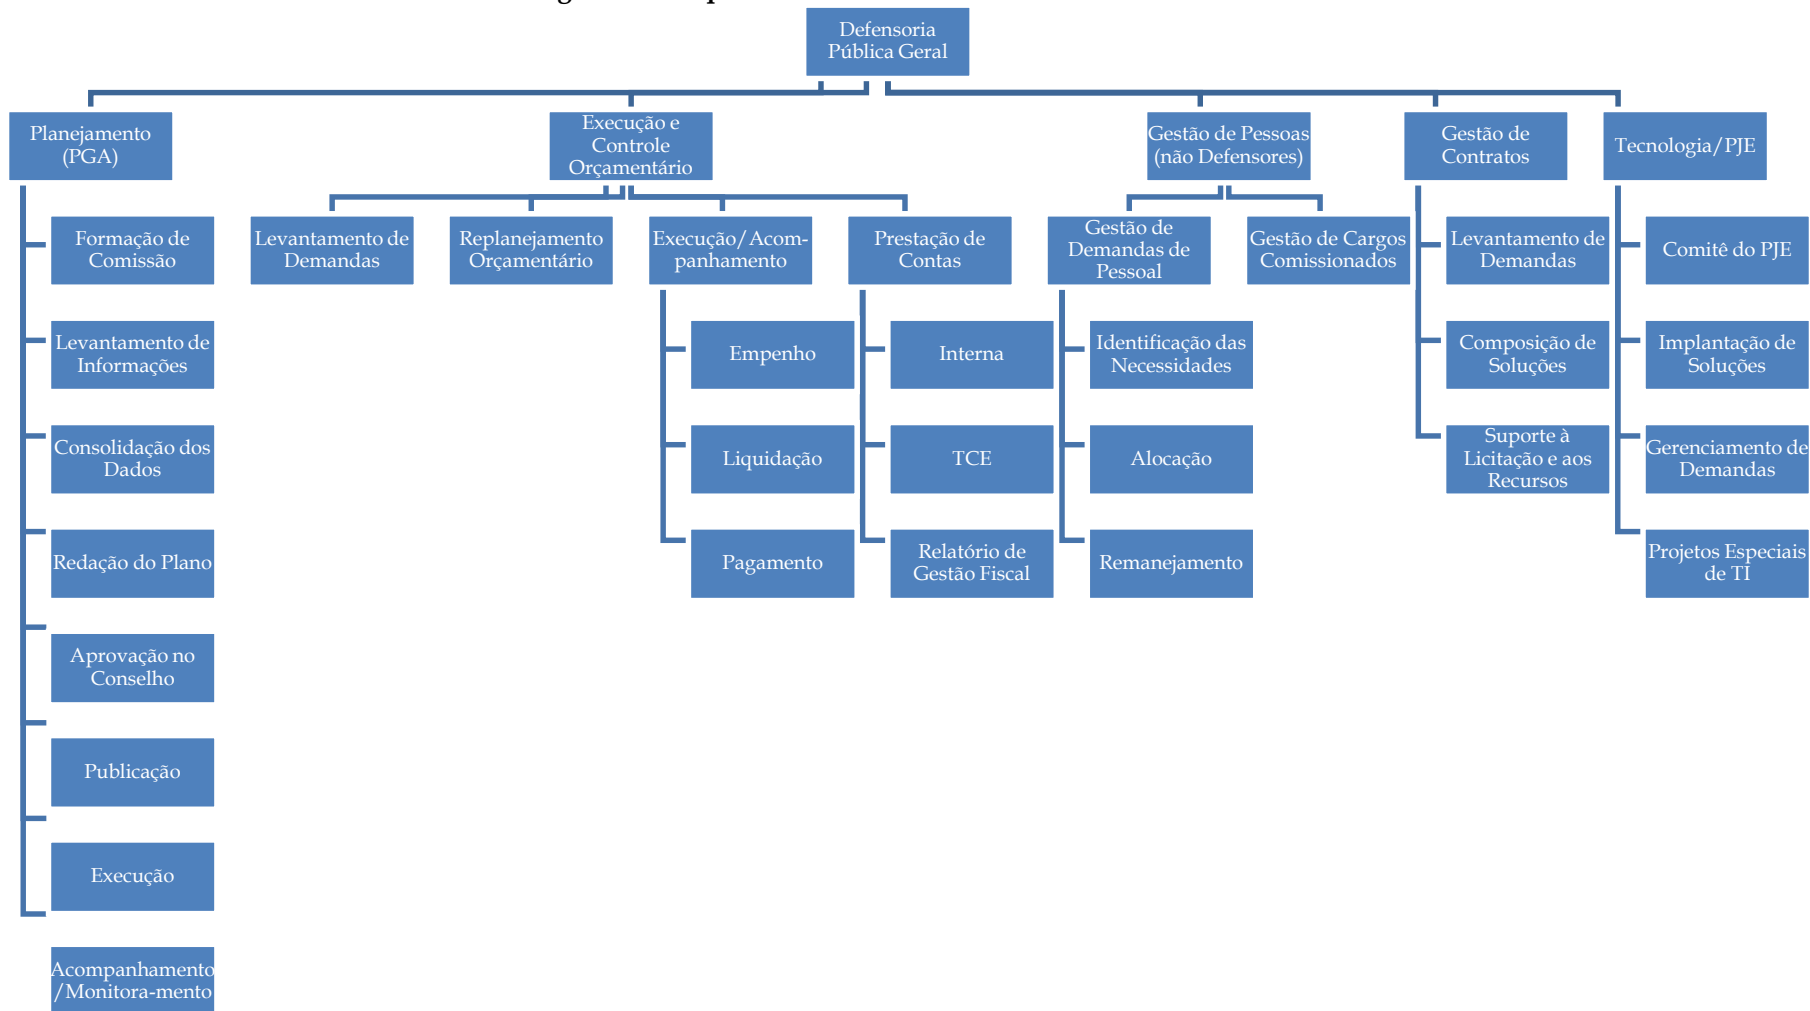 Defensoria
Pública Geral
Planejamento
(PGA)
Formação de
Comissão
Levantamento de
Informações
Consolidação dos
Dados
Redação do Plano
Aprovação no
Conselho
Publicação
Execução
Acompanhamento
/Monitora-mento
Execução e
Controle
Orçamentário
Levantamento de
Demandas
Replanejamento
Orçamentário
Execução/Acom-
panhamento
Empenho
Liquidação
Pagamento
Prestação de
Contas
Interna
TCE
Relatório de
Gestão Fiscal
Gestão de Pessoas
(não Defensores)
Gestão de
Demandas de
Pessoal
Identificação das
Necessidades
Alocação
Remanejamento
Gestão de Cargos
Comissionados
Gestão de
Contratos
Levantamento de
Demandas
Composição de
Soluções
Suporte à
Licitação e aos
Recursos
Tecnologia/PJE
Comitê do PJE
Implantação de
Soluções
Gerenciamento de
Demandas
Projetos Especiais
de TI